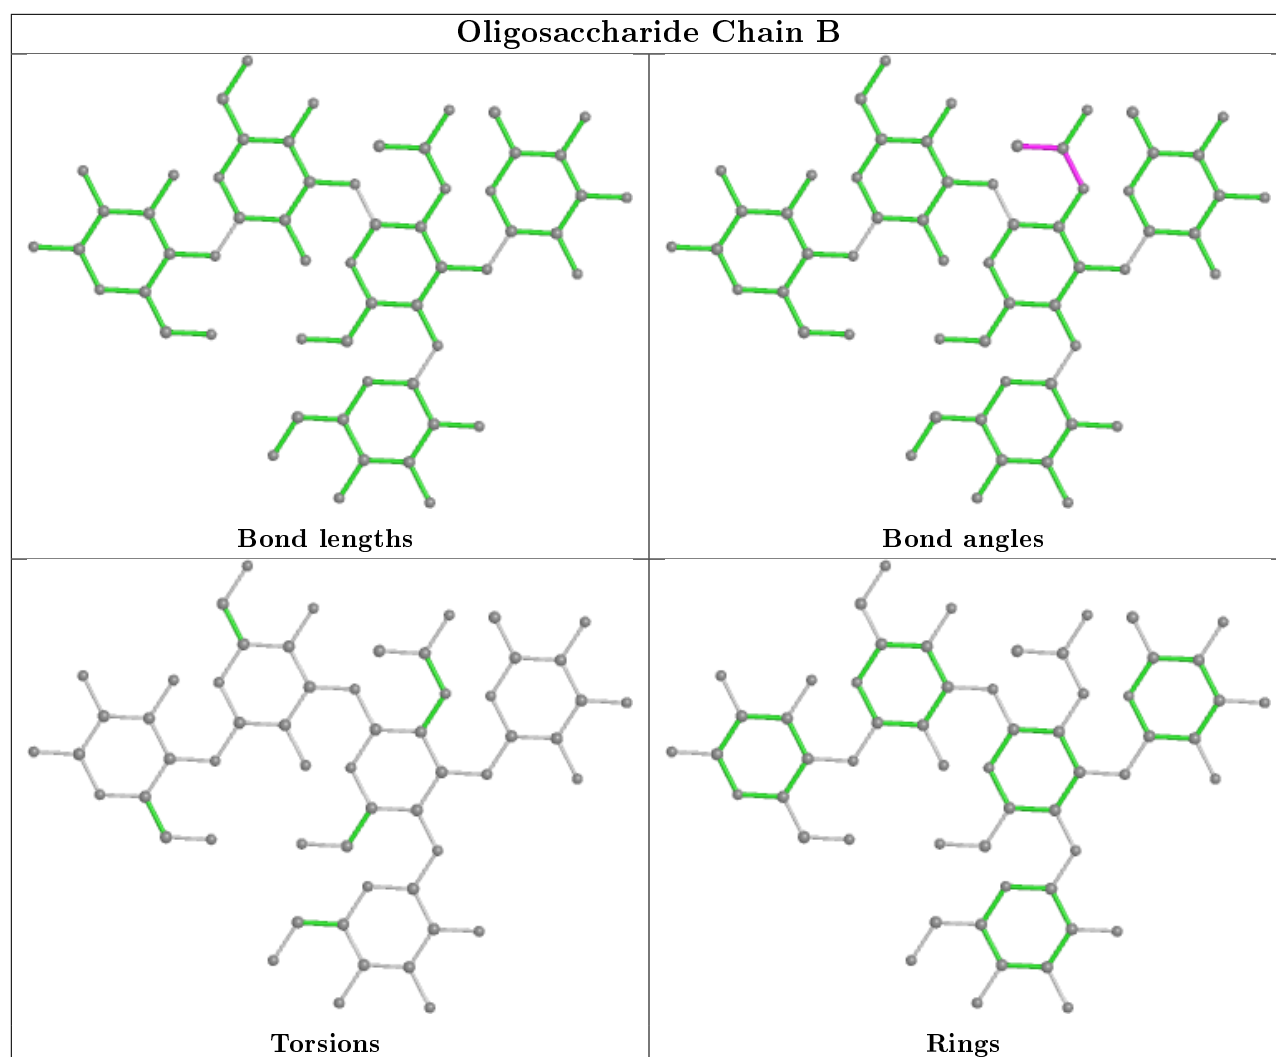 Oligosaccharide Chain B
Bond lengths
Bond angles
Torsions
Rings